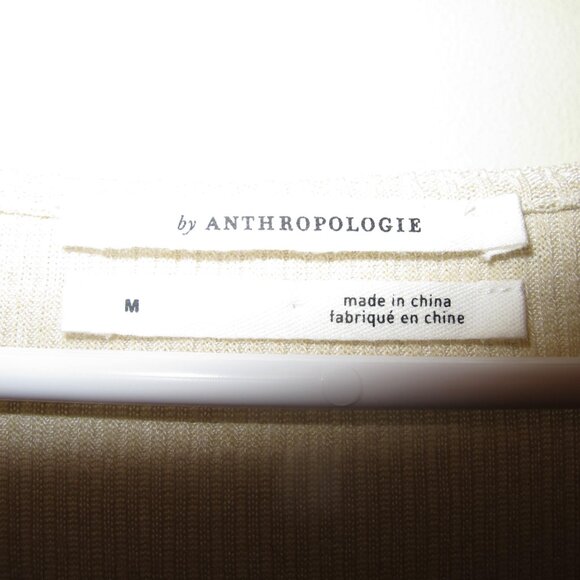 by ANTHROPOLOGIE
M
made in china
fabriqué en chine